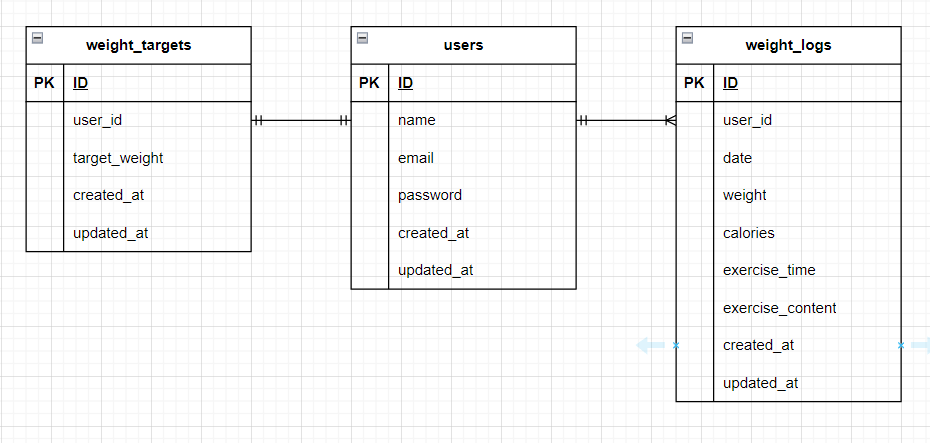 weight_targets
PK ID
user_id
target_weight
created_at
updated_at
users
PK ID
name
email
password
created_at
updated_at
weight_logs
PK ID
user_id
date
weight
calories
exercise_time
exercise_content
created_at
updated_at